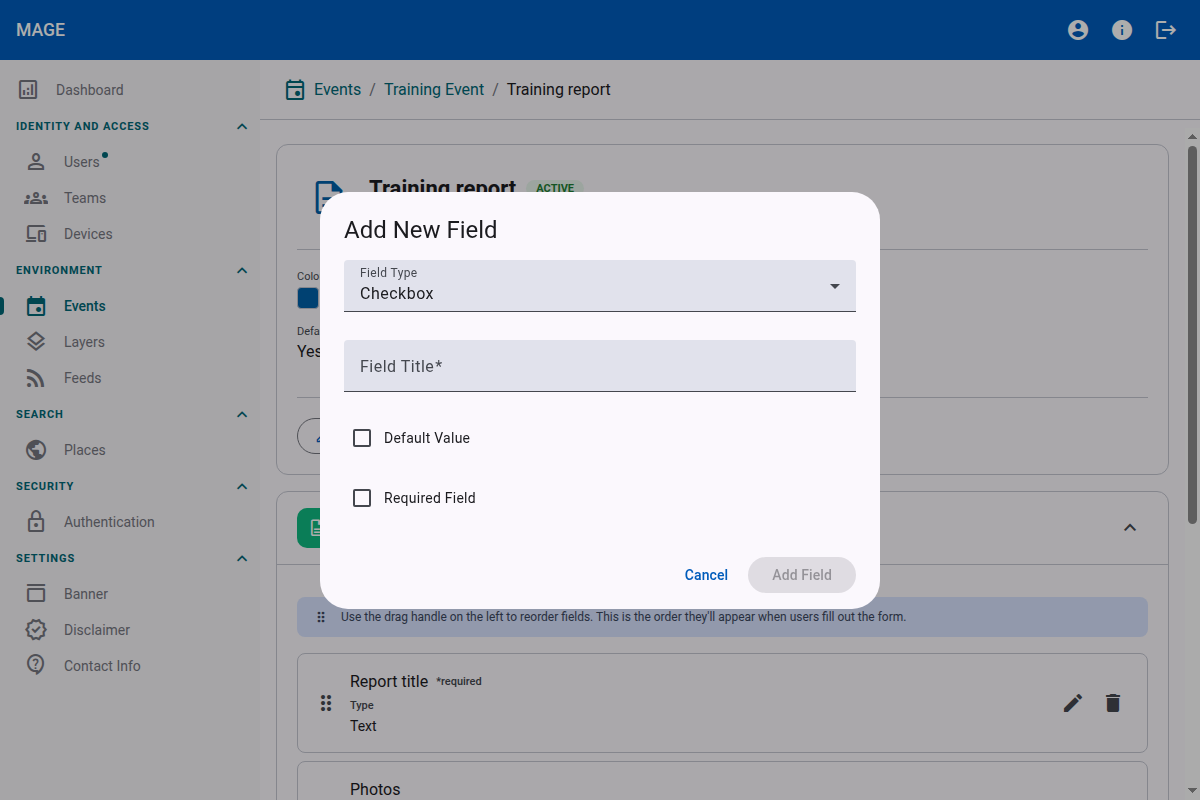 MAGE
Dashboard
IDENTITY AND ACCESS
Users
Teams
Devices
ENVIRONMENT
Events
Layers
Feeds
SEARCH
Places
SECURITY
Authentication
SETTINGS
Banner
Disclaimer
Contact Info
Events / Training Event / Training report
Training report ACTIVE
Colo
Defa
Yes
Add New Field
Field Type
Checkbox
Field Title*
Default Value
Required Field
Cancel Add Field
Use the drag handle on the left to reorder fields. This is the order they'll appear when users fill out the form.
Report title *required
Type
Text
Photos